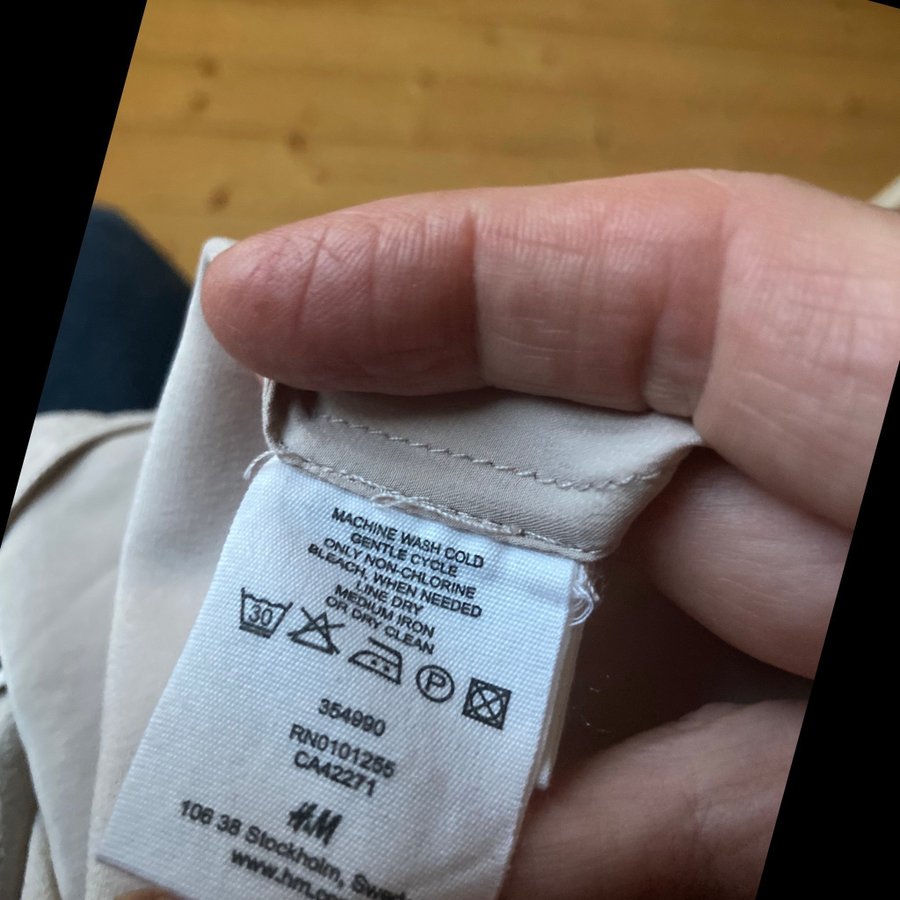 MACHINE WASH COLD
GENTLE CYCLE
ONLY NON-CHLORINE
BLEACH, WHEN NEEDED
LINE DRY
MEDIUM IRON
OR DRY CLEAN
30 P
354990
RN0101255
CA42271
H&M
106 38 Stockholm,
www.hm.co